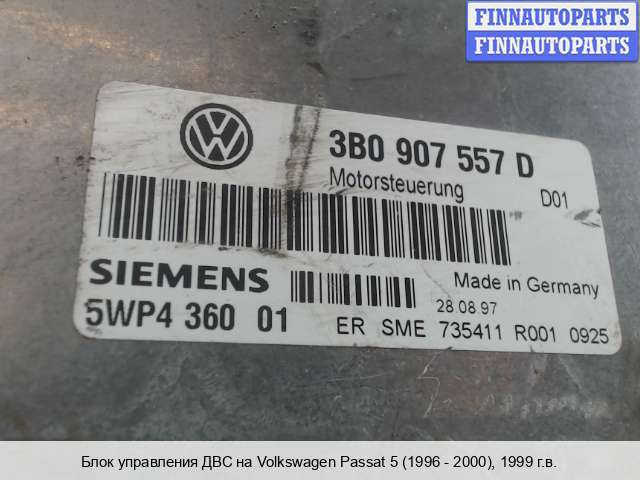 FINNAUTOPARTS
FINNAUTOPARTS
VW
3B0 907 557 D
Motorsteuerung D01
SIEMENS
Made in Germany
28.08.97
5WP4 360 01
ER SME 735411 R001 0925
Блок управления ДВС на Volkswagen Passat 5 (1996 - 2000), 1999 г.в.